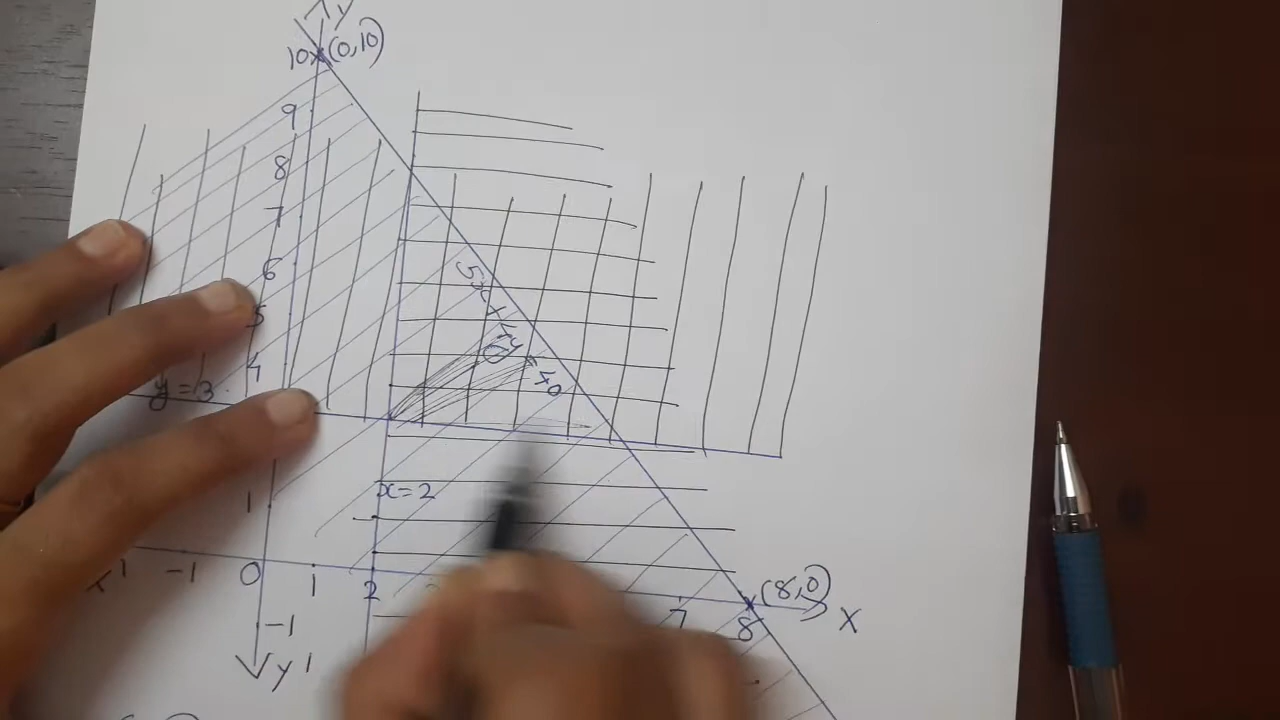 y
10 (0,10)
9
8
7
6
5
4
5x+4y=40
y=3
1
x=2
x' -1 0 1 2 7 8 (8,0) X
-1
y'